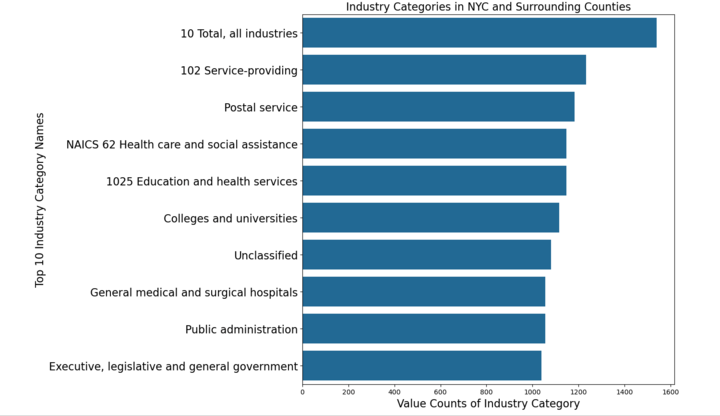 Industry Categories in NYC and Surrounding Counties
Top 10 Industry Category Names
10 Total, all industries
102 Service-providing
Postal service
NAICS 62 Health care and social assistance
1025 Education and health services
Colleges and universities
Unclassified
General medical and surgical hospitals
Public administration
Executive, legislative and general government
0 200 400 600 800 1000 1200 1400 1600
Value Counts of Industry Category